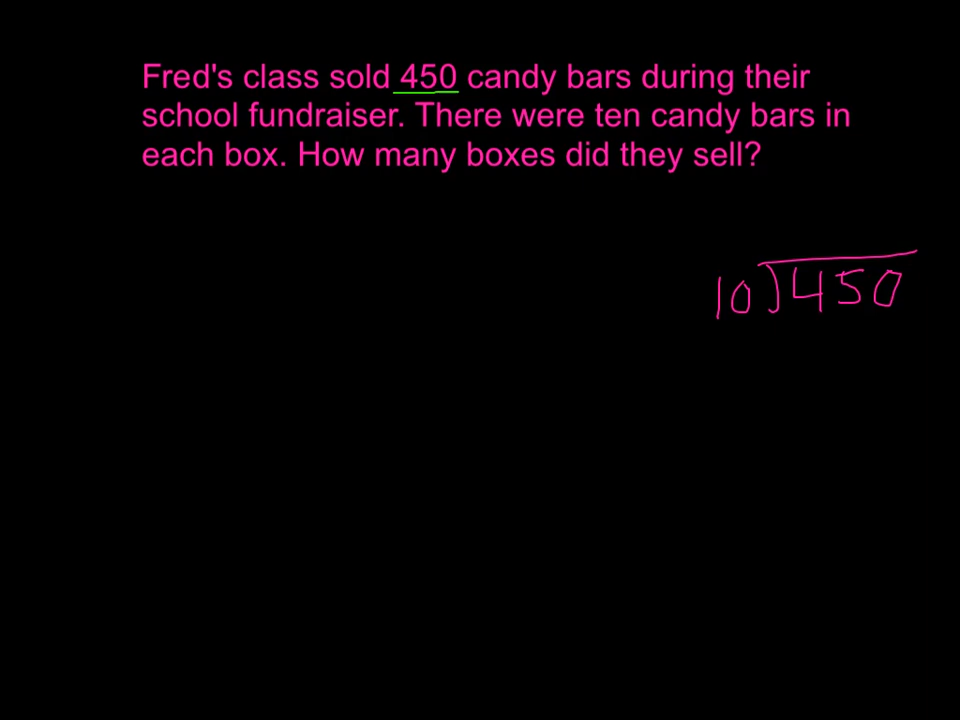 Fred's class sold 450 candy bars during their
school fundraiser. There were ten candy bars in
each box. How many boxes did they sell?
10)450